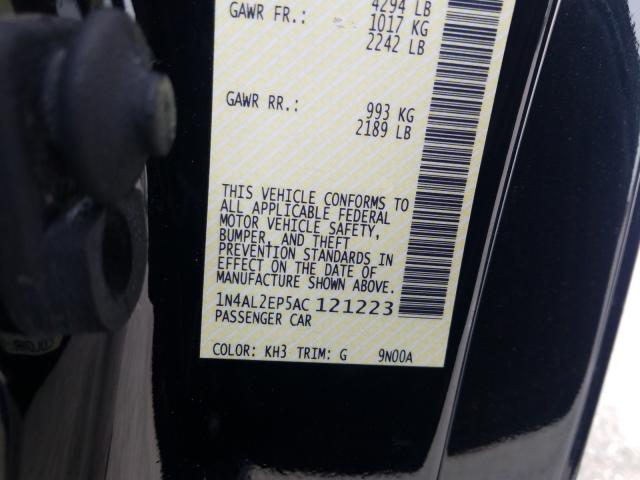 4294 LB
GAWR FR.: 1017 KG
2242 LB
GAWR RR.: 993 KG
2189 LB
THIS VEHICLE CONFORMS TO
ALL APPLICABLE FEDERAL
MOTOR VEHICLE SAFETY,
BUMPER, AND THEFT
PREVENTION STANDARDS IN
EFFECT ON THE DATE OF
MANUFACTURE SHOWN ABOVE.
1N4AL2EP5AC121223
PASSENGER CAR
COLOR: KH3 TRIM: G 9N00A